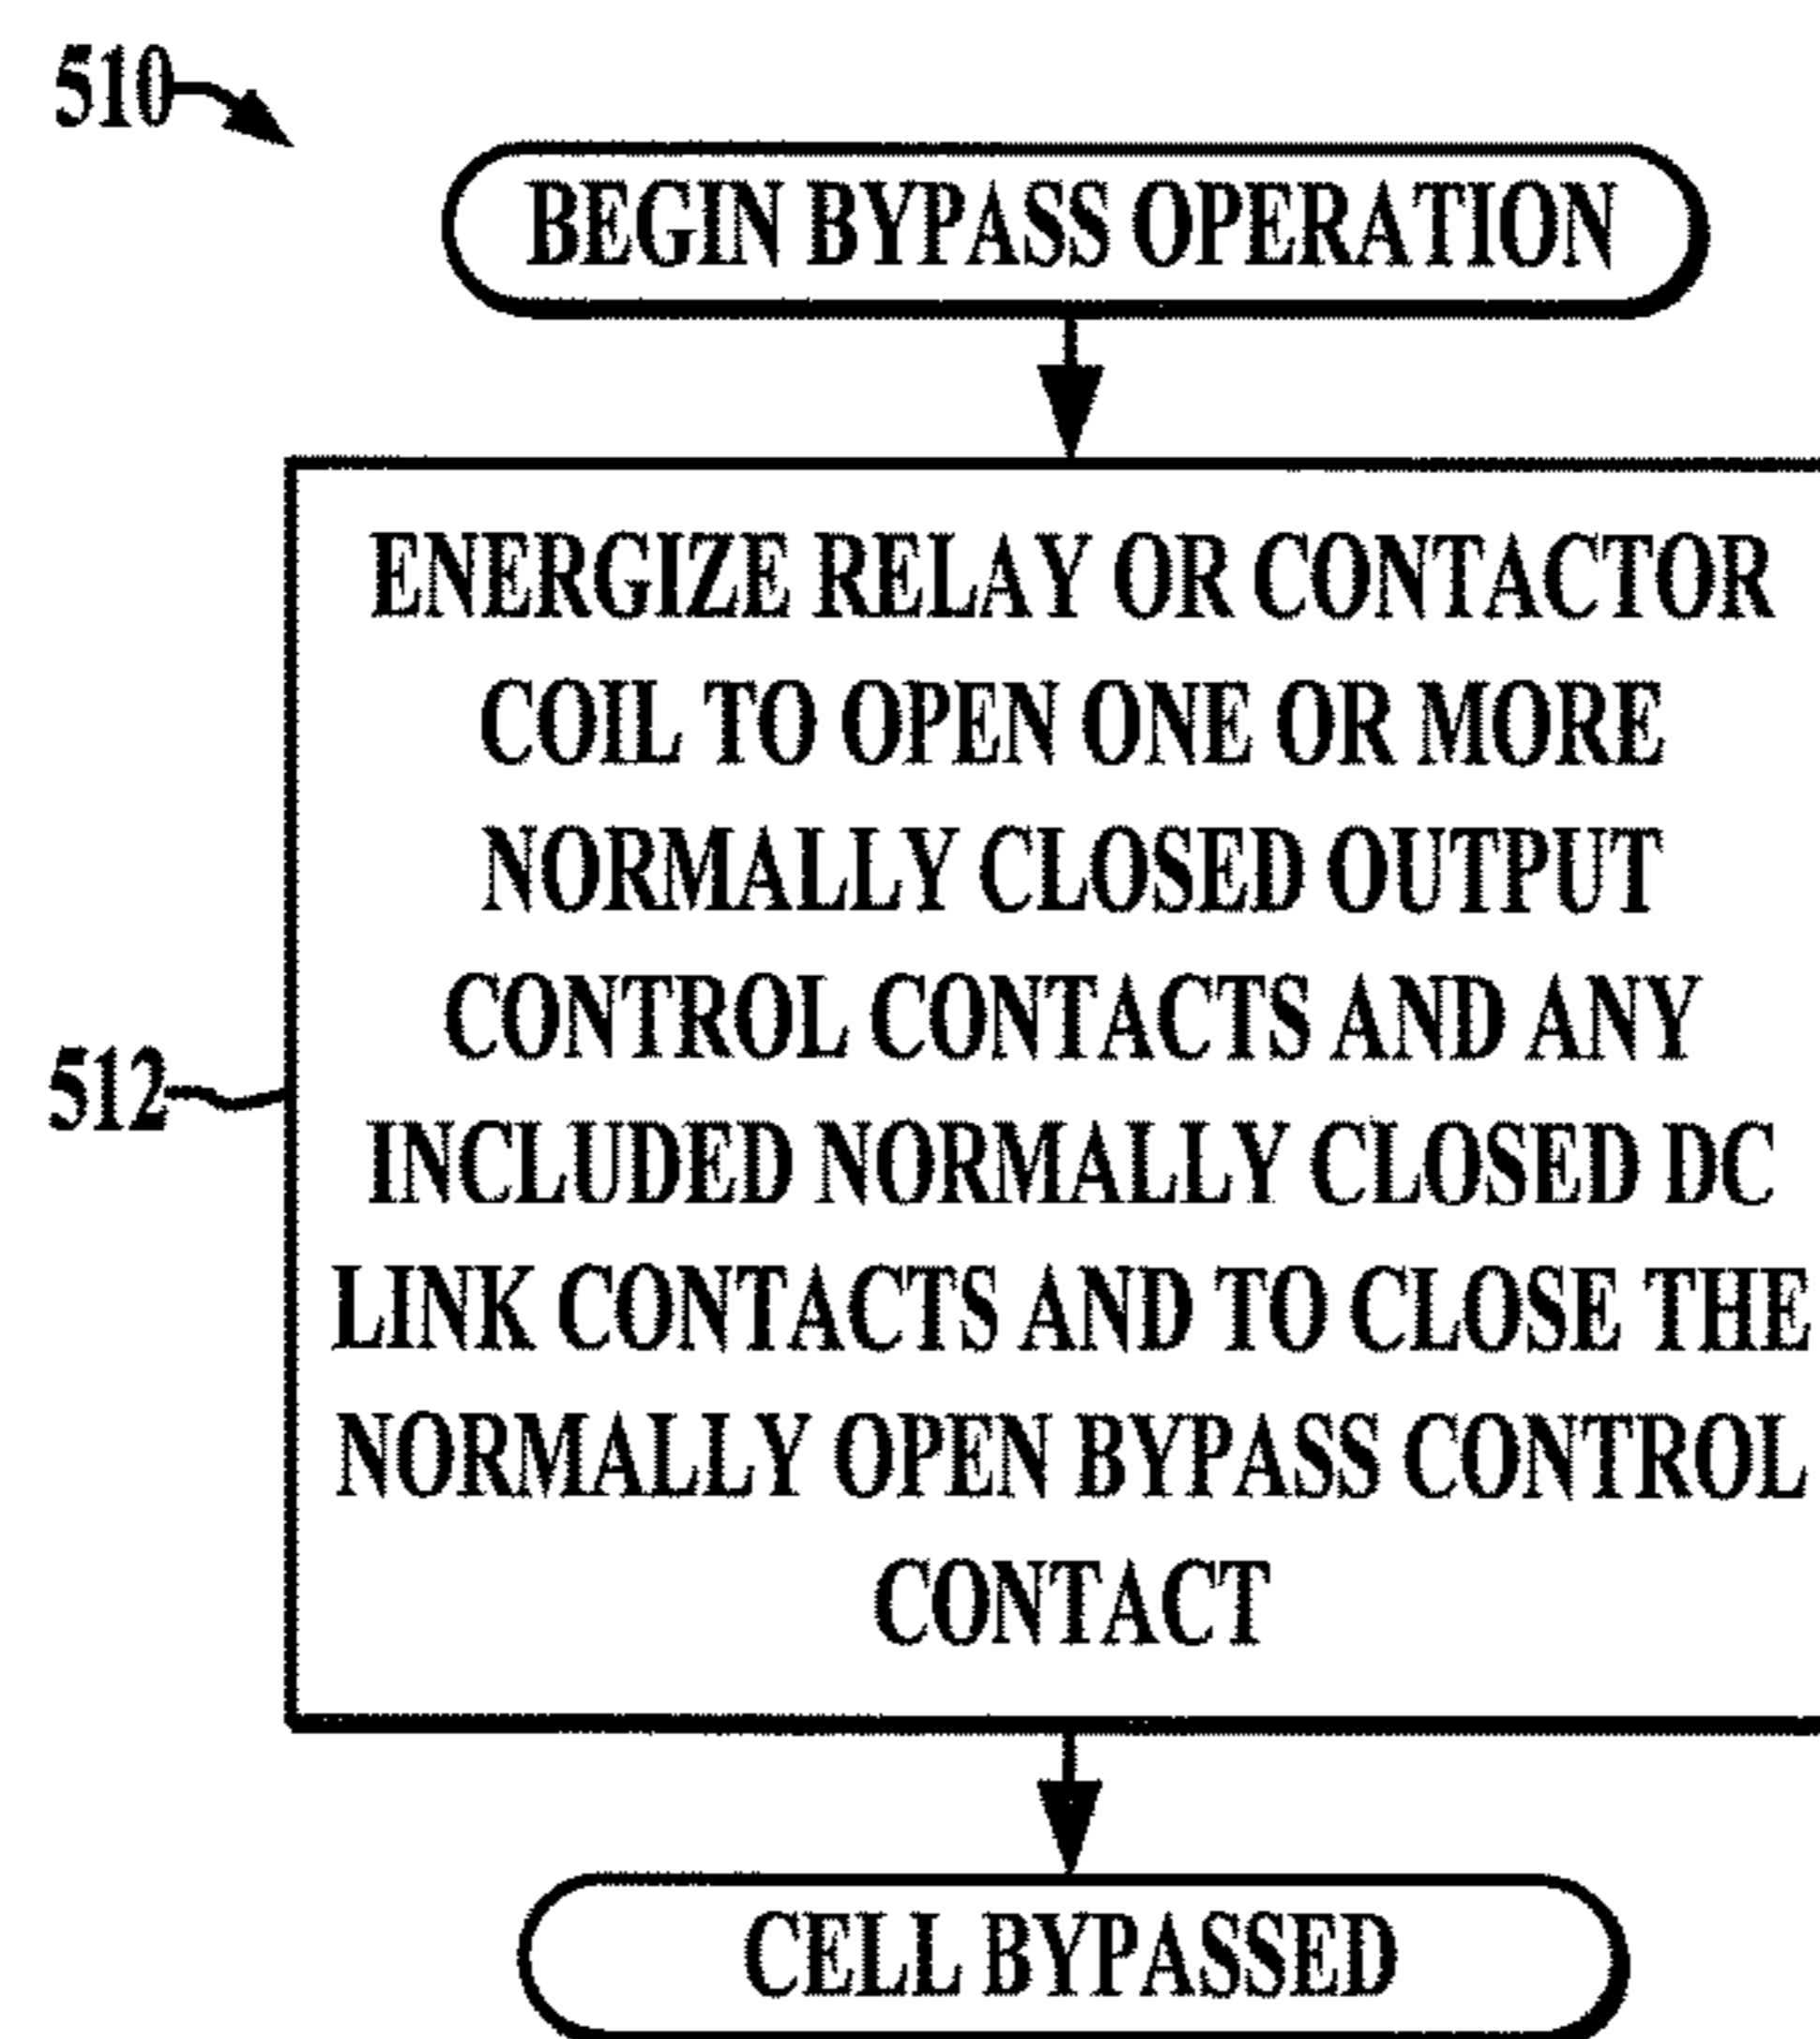 510
BEGIN BYPASS OPERATION
ENERGIZE RELAY OR CONTACTOR
COIL TO OPEN ONE OR MORE
NORMALLY CLOSED OUTPUT
CONTROL CONTACTS AND ANY
512
INCLUDED NORMALLY CLOSED DC
LINK CONTACTS AND TO CLOSE THE
NORMALLY OPEN BYPASS CONTROL
CONTACT
CELL BYPASSED